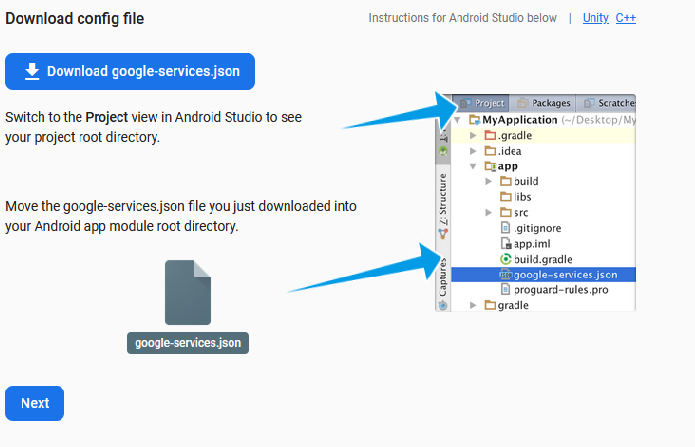 Download config file
Instructions for Android Studio below | Unity C++
Download google-services.json
Switch to the Project view in Android Studio to see
your project root directory.
Move the google-services.json file you just downloaded into
your Android app module root directory.
google-services.json
Next
Project Packages Scratches
MyApplication (~/Desktop/My
.gradle
.idea
app
build
libs
src
.gitignore
app.iml
build.gradle
google-services.json
proguard-rules.pro
gradle
Z: Structure
Captures